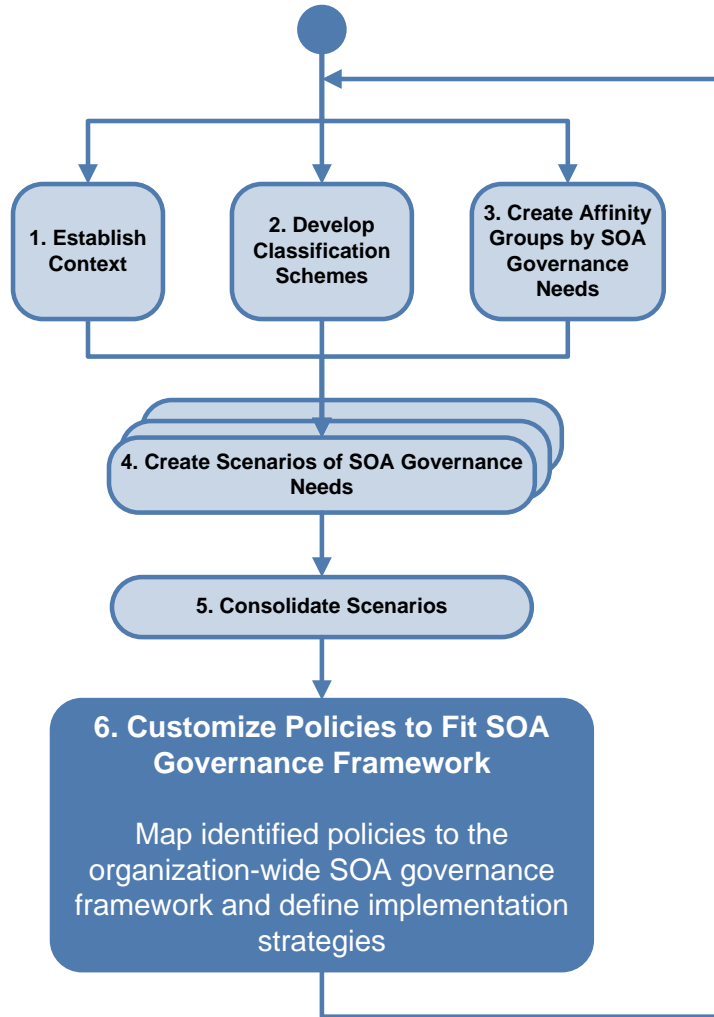 1. Establish
Context
2. Develop
Classification
Schemes
3. Create Affinity
Groups by SOA
Governance
Needs
4. Create Scenarios of SOA Governance
Needs
5. Consolidate Scenarios
6. Customize Policies to Fit SOA
Governance Framework
Map identified policies to the
organization-wide SOA governance
framework and define implementation
strategies